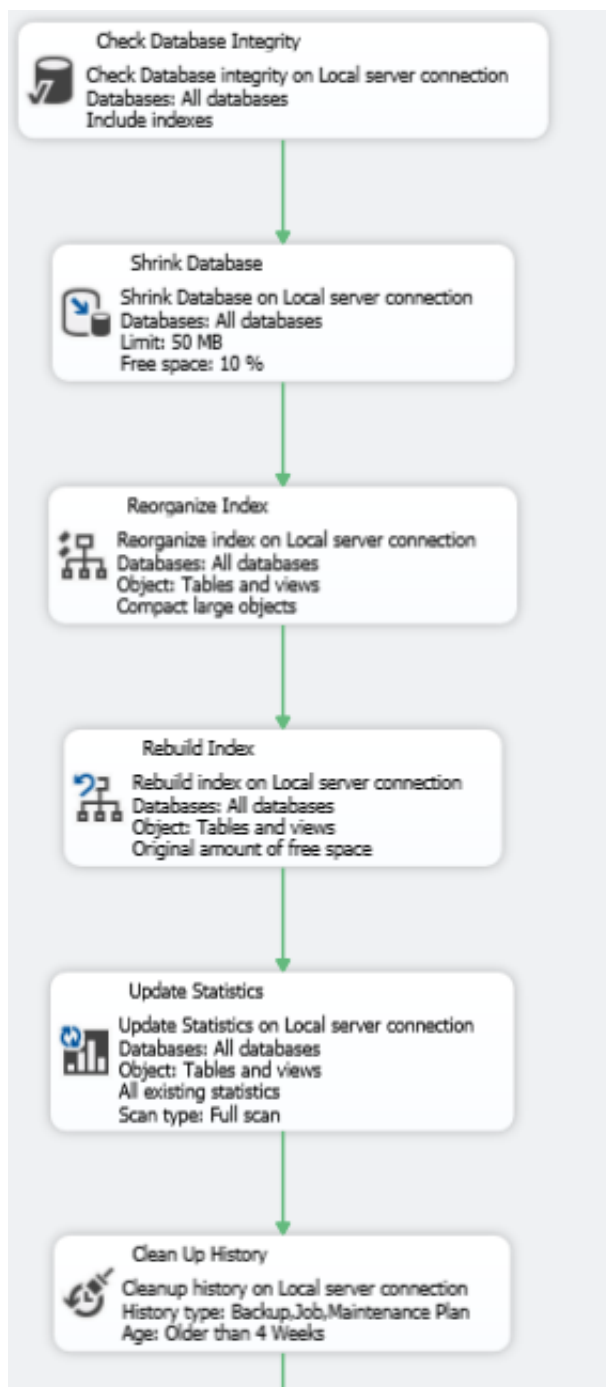 Check Database Integrity
Check Database integrity on Local server connection
Databases: All databases
Include indexes
Shrink Database
Shrink Database on Local server connection
Databases: All databases
Limit: 50 MB
Free space: 10 %
Reorganize Index
Reorganize index on Local server connection
Databases: All databases
Object: Tables and views
Compact large objects
Rebuild Index
Rebuild index on Local server connection
Databases: All databases
Object: Tables and views
Original amount of free space
Update Statistics
Update Statistics on Local server connection
Databases: All databases
Object: Tables and views
All existing statistics
Scan type: Full scan
Clean Up History
Cleanup history on Local server connection
History type: Backup,Job,Maintenance Plan
Age: Older than 4 Weeks